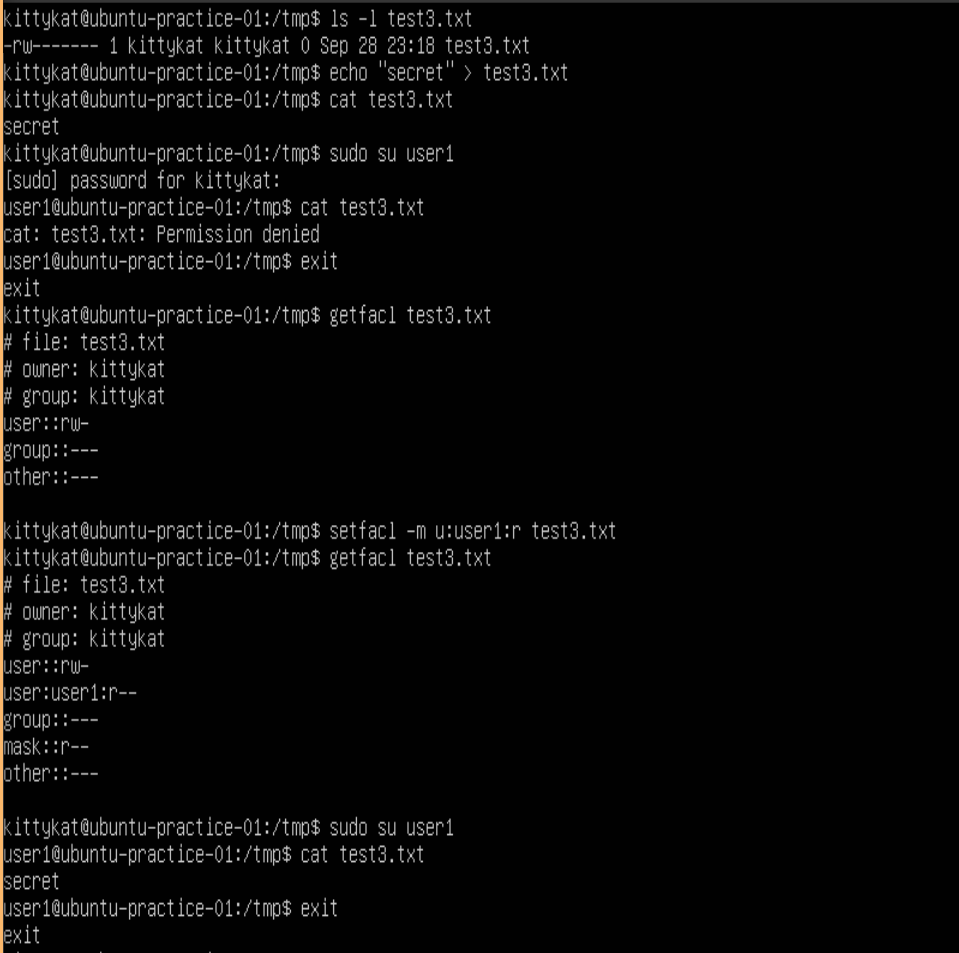 kittykat@ubuntu-practice-01:/tmp$ ls -l test3.txt
-rw------- 1 kittykat kittykat 0 Sep 28 23:18 test3.txt
kittykat@ubuntu-practice-01:/tmp$ echo "secret" > test3.txt
kittykat@ubuntu-practice-01:/tmp$ cat test3.txt
secret
kittykat@ubuntu-practice-01:/tmp$ sudo su user1
[sudo] password for kittykat:
user1@ubuntu-practice-01:/tmp$ cat test3.txt
cat: test3.txt: Permission denied
user1@ubuntu-practice-01:/tmp$ exit
exit
kittykat@ubuntu-practice-01:/tmp$ getfacl test3.txt
# file: test3.txt
# owner: kittykat
# group: kittykat
user::rw-
group::---
other::---

kittykat@ubuntu-practice-01:/tmp$ setfacl -m u:user1:r test3.txt
kittykat@ubuntu-practice-01:/tmp$ getfacl test3.txt
# file: test3.txt
# owner: kittykat
# group: kittykat
user::rw-
user:user1:r--
group::---
mask::r--
other::---

kittykat@ubuntu-practice-01:/tmp$ sudo su user1
user1@ubuntu-practice-01:/tmp$ cat test3.txt
secret
user1@ubuntu-practice-01:/tmp$ exit
exit